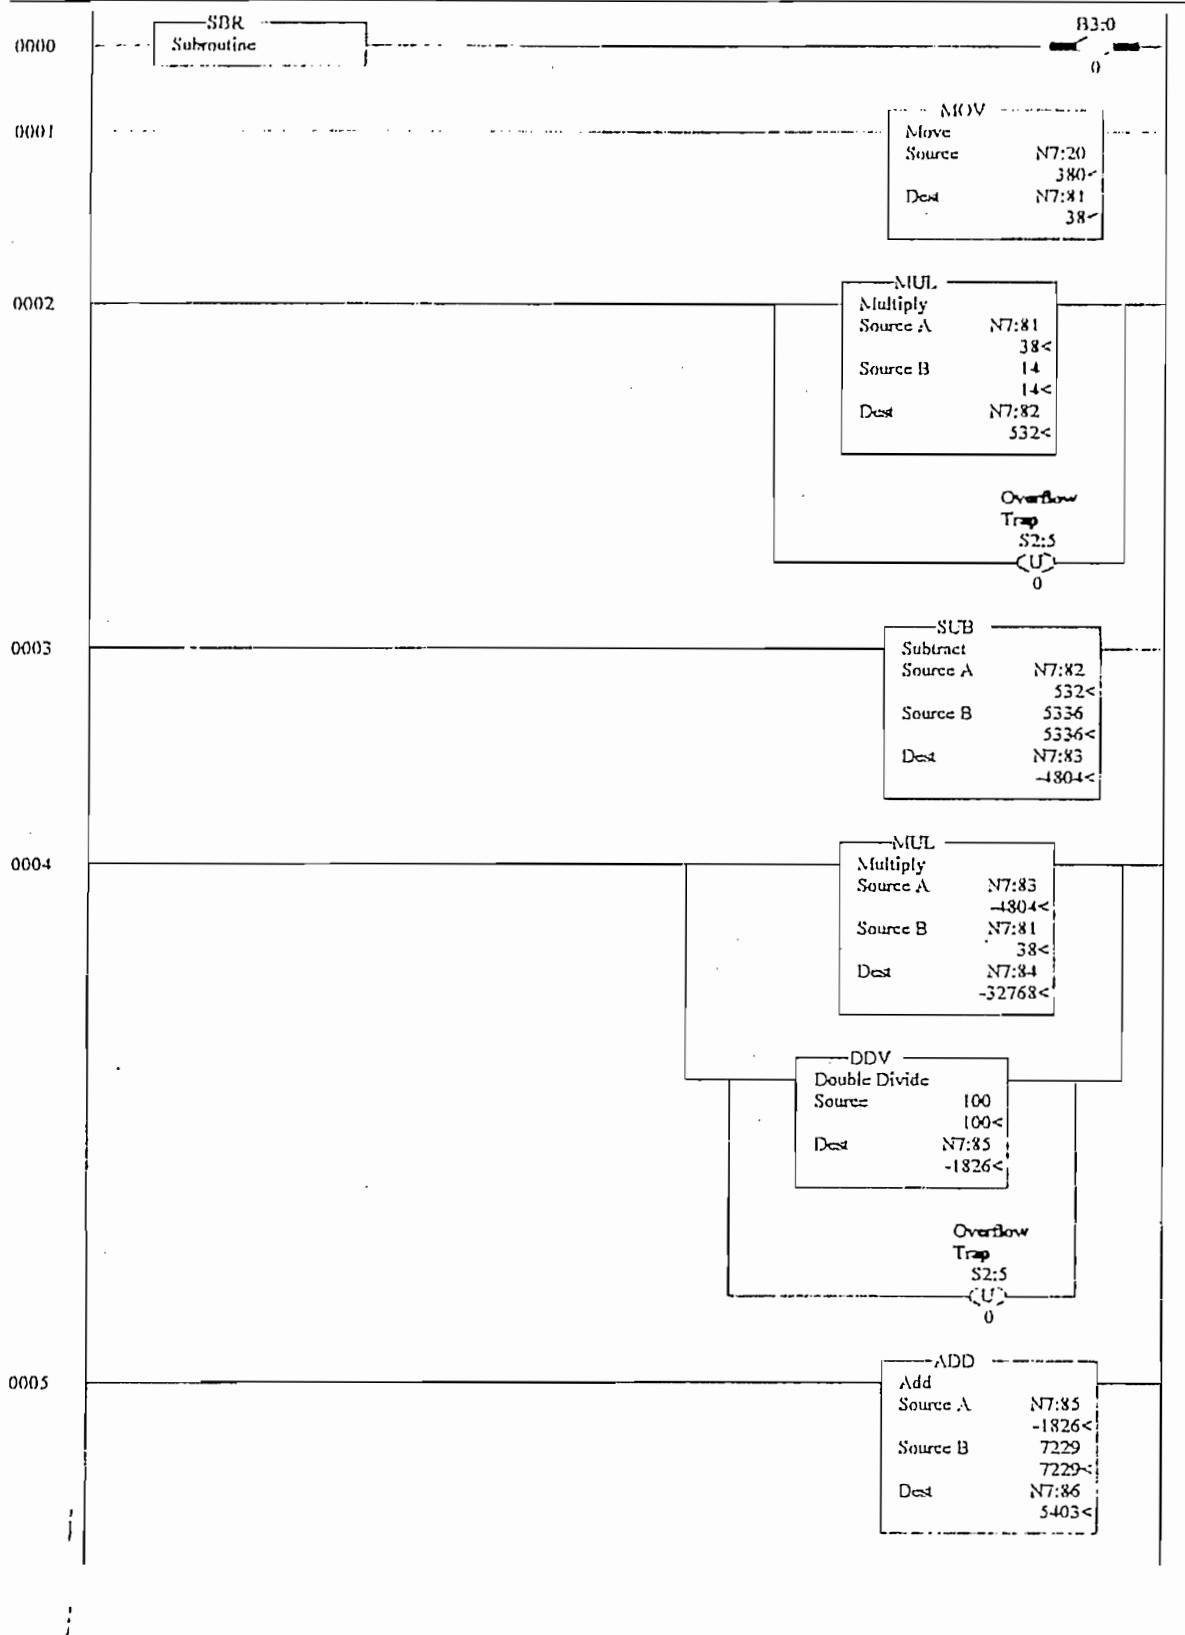 SBR
0000
Subroutine
B3:0
0
0001
MOV
Move
Source N7:20
380<
Dest N7:81
38<
0002
MUL
Multiply
Source A N7:81
38<
Source B 14
14<
Dest N7:82
532<
Overflow
Trap
S2:5
U
0
0003
SUB
Subtract
Source A N7:82
532<
Source B 5336
5336<
Dest N7:83
-4804<
0004
MUL
Multiply
Source A N7:83
-4804<
Source B N7:81
38<
Dest N7:84
-32768<
DDV
Double Divide
Source 100
100<
Dest N7:85
-1826<
Overflow
Trap
S2:5
U
0
0005
ADD
Add
Source A N7:85
-1826<
Source B 7229
7229<
Dest N7:86
5403<